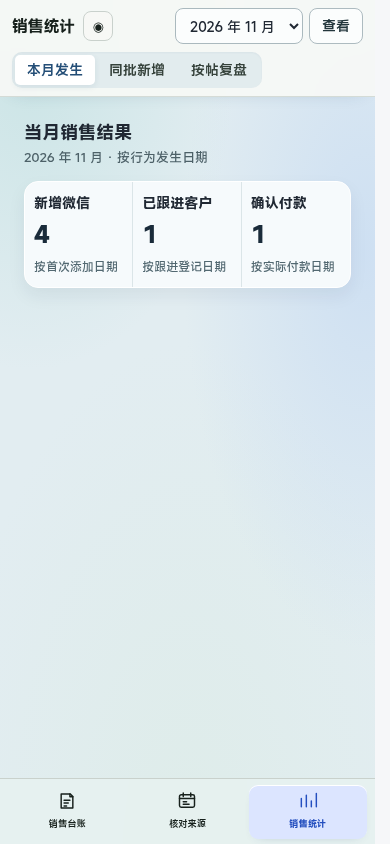 销售统计 ◉ 2026 年 11 月 查看
本月发生 同批新增 按帖复盘
当月销售结果
2026 年 11 月 · 按行为发生日期
新增微信 已跟进客户 确认付款
4 1 1
按首次添加日期 按跟进登记日期 按实际付款日期
销售台账 核对来源 销售统计